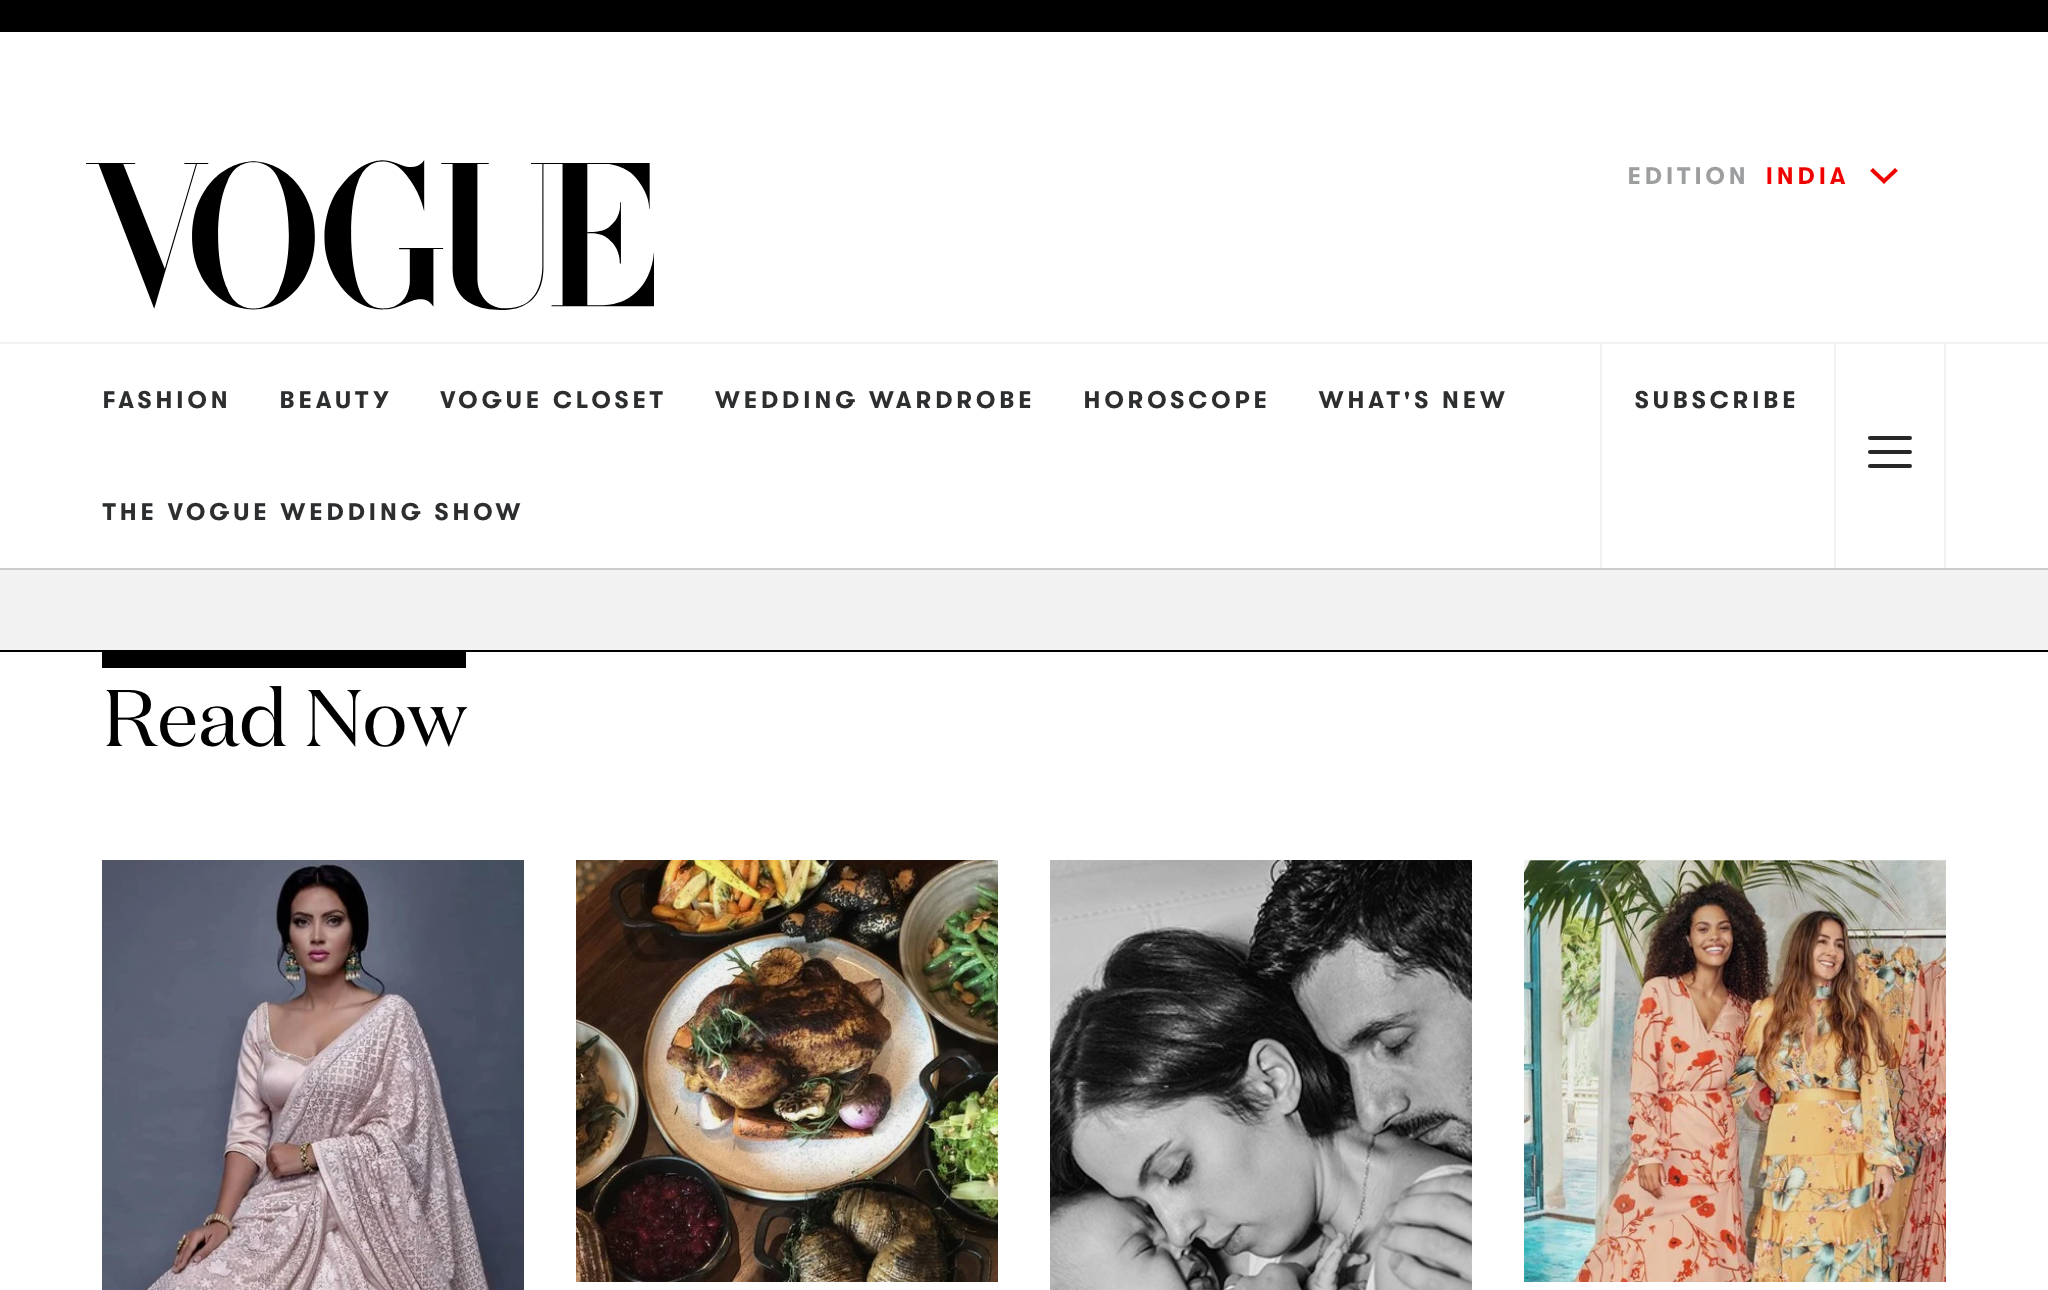 VOGUE
EDITION INDIA
FASHION BEAUTY VOGUE CLOSET WEDDING WARDROBE HOROSCOPE WHAT'S NEW SUBSCRIBE
THE VOGUE WEDDING SHOW
Read Now